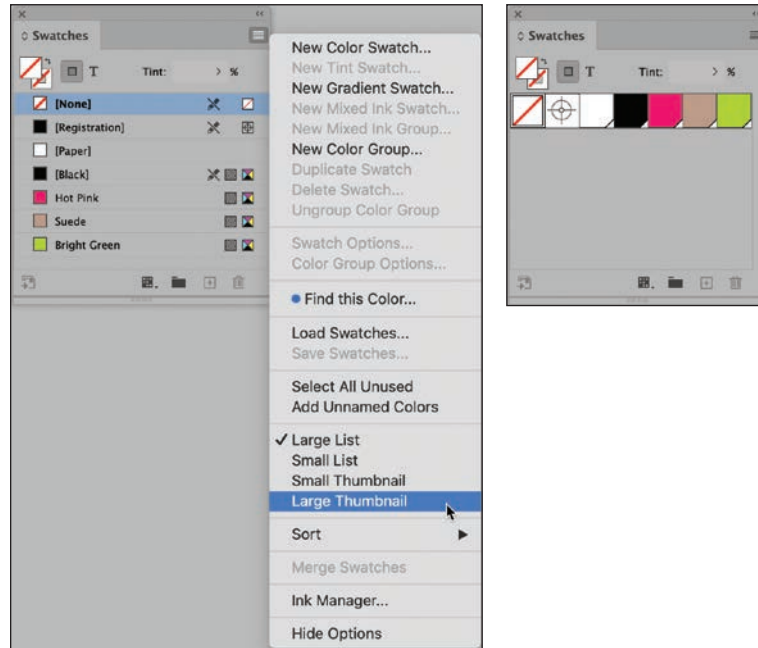 Swatches
T Tint: > %
[None]
[Registration]
[Paper]
[Black]
Hot Pink
Suede
Bright Green
New Color Swatch...
New Tint Swatch...
New Gradient Swatch...
New Mixed Ink Swatch...
New Mixed Ink Group...
New Color Group...
Duplicate Swatch
Delete Swatch...
Ungroup Color Group
Swatch Options...
Color Group Options...
Find this Color...
Load Swatches...
Save Swatches...
Select All Unused
Add Unnamed Colors
Large List
Small List
Small Thumbnail
Large Thumbnail
Sort
Merge Swatches
Ink Manager...
Hide Options
Swatches
T Tint: > %